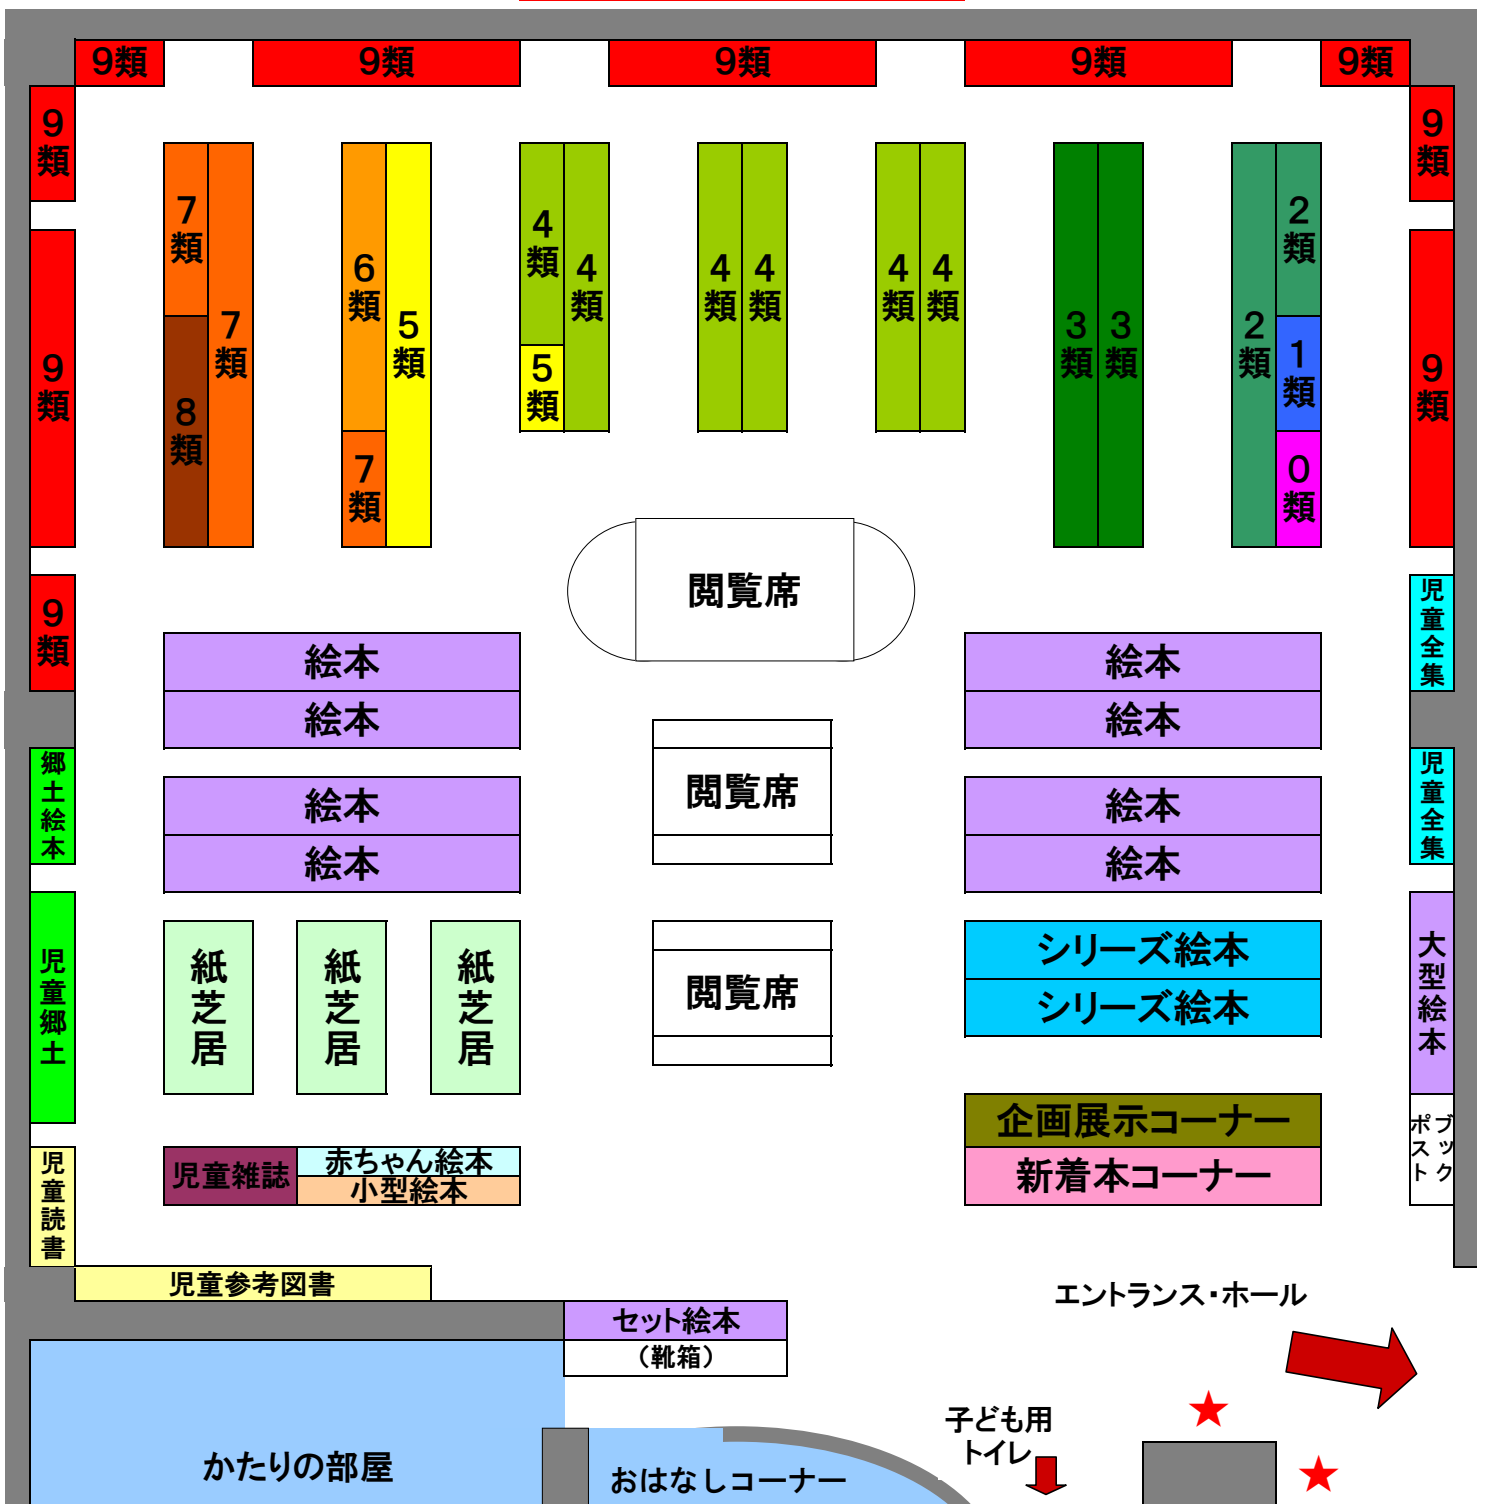 9類
9類
9類
9類
9類
9類
9類
7類
7類
6類
5類
4類
4類
4類
4類
4類
4類
3類
3類
2類
2類
9類
9類
8類
7類
5類
1類
0類
閲覧席
9類
児童全集
絵本
絵本
絵本
絵本
郷土絵本
閲覧席
児童全集
絵本
絵本
絵本
絵本
児童郷土
紙芝居
紙芝居
紙芝居
閲覧席
シリーズ絵本
シリーズ絵本
大型絵本
企画展示コーナー
新着本コーナー
ブックポスト
児童読書
児童雑誌
赤ちゃん絵本
小型絵本
児童参考図書
エントランス・ホール
セット絵本
（靴箱）
子ども用
トイレ
かたりの部屋
おはなしコーナー